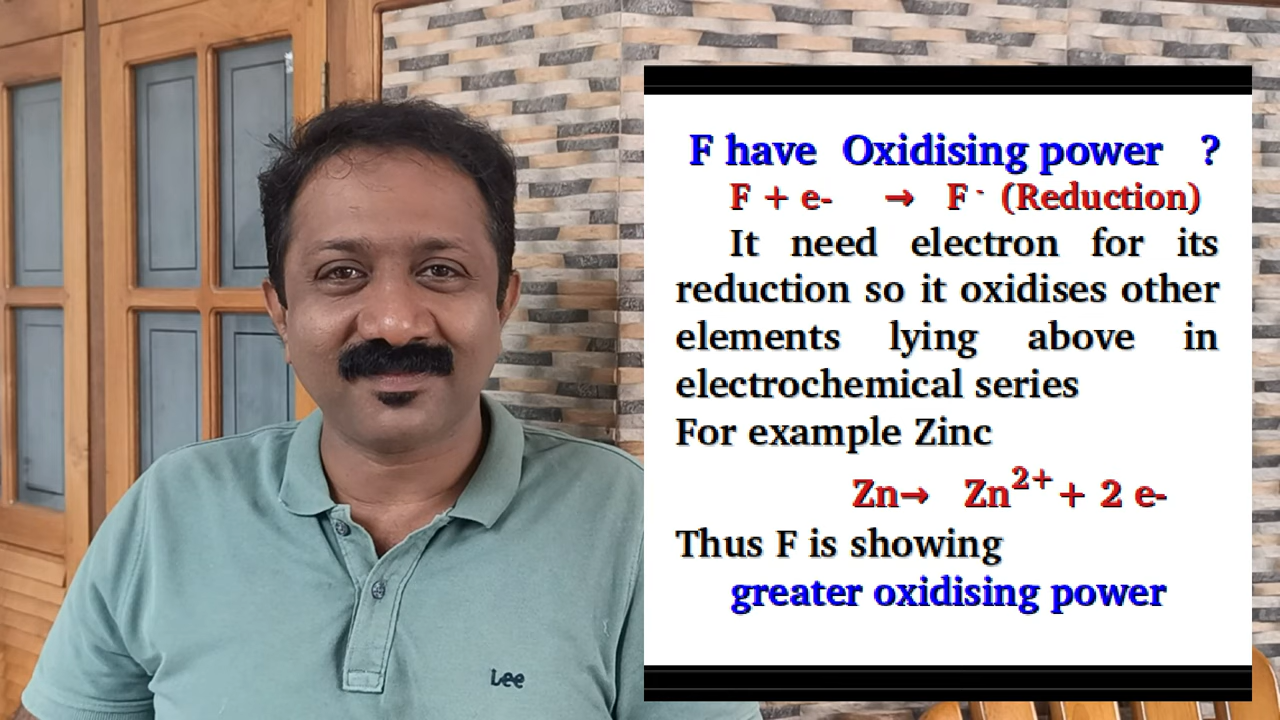 F have Oxidising power ?
F + e- → F - (Reduction)
It need electron for its
reduction so it oxidises other
elements lying above in
electrochemical series
For example Zinc
Zn→ Zn2+ + 2 e-
Thus F is showing
greater oxidising power
Lee